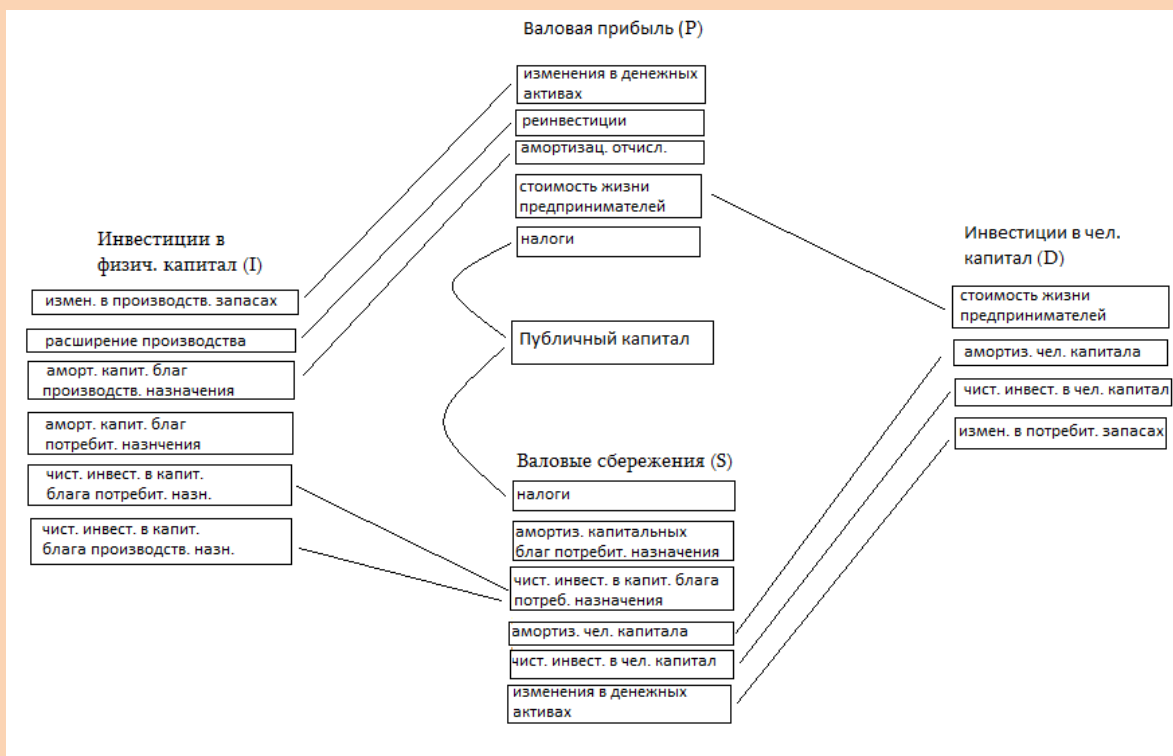 Валовая прибыль (P)
изменения в денежных
активах
реинвестиции
амортизац. отчисл.
стоимость жизни
предпринимателей
налоги
Инвестиции в
физич. капитал (I)
измен. в производств. запасах
расширение производства
аморт. капит. благ
производств. назначения
аморт. капит. благ
потребит. назнчения
чист. инвест. в капит.
блага потребит. назн.
чист. инвест. в капит.
блага производств. назн.
Публичный капитал
Инвестиции в чел.
капитал (D)
стоимость жизни
предпринимателей
амортиз. чел. капитала
чист. инвест. в чел. капитал
измен. в потребит. запасах
Валовые сбережения (S)
налоги
амортиз. капитальных
благ потребит. назначения
чист. инвест. в капит. блага
потреб. назначения
амортиз. чел. капитала
чист. инвест. в чел. капитал
изменения в денежных
активах